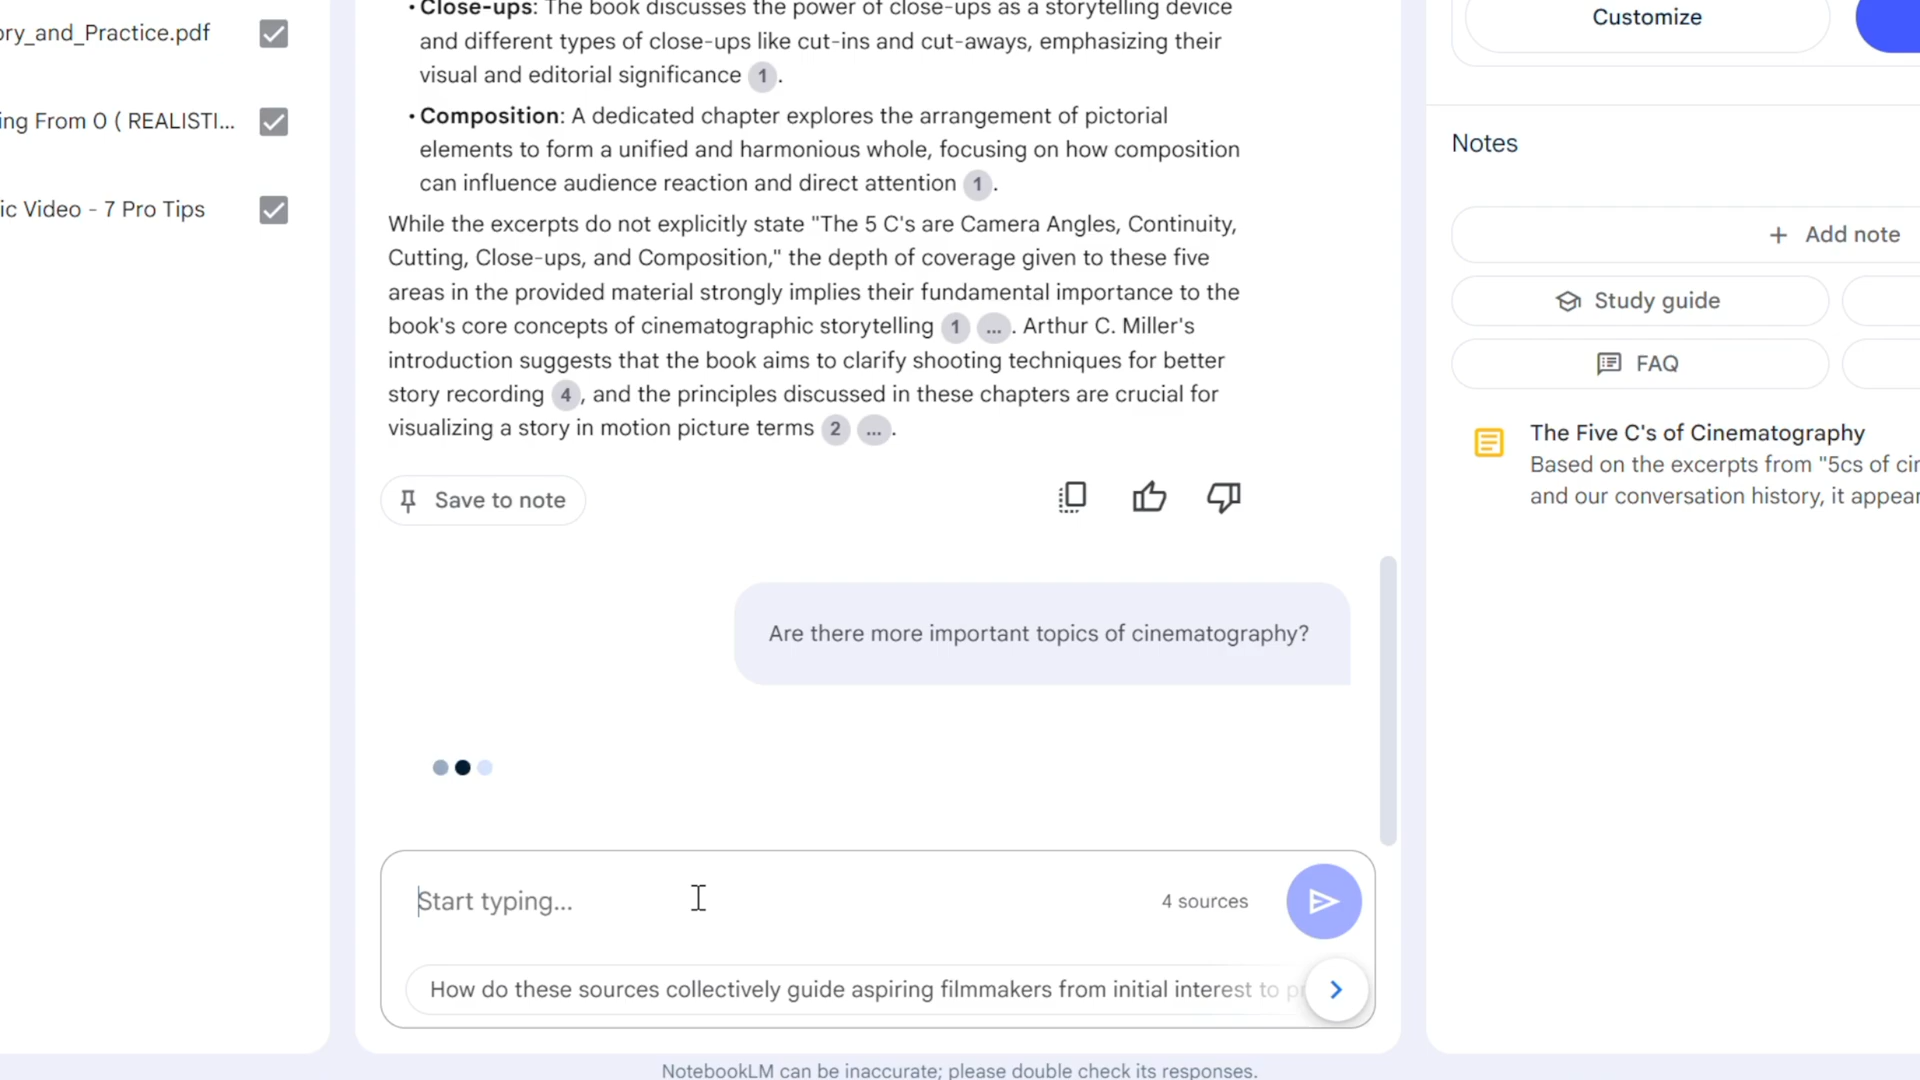 ory_and_Practice.pdf
ing From 0 ( REALISTI...
ic Video - 7 Pro Tips
• Close-ups: The book discusses the power of close-ups as a storytelling device
and different types of close-ups like cut-ins and cut-aways, emphasizing their
visual and editorial significance 1 .
• Composition: A dedicated chapter explores the arrangement of pictorial
elements to form a unified and harmonious whole, focusing on how composition
can influence audience reaction and direct attention 1 .
While the excerpts do not explicitly state "The 5 C's are Camera Angles, Continuity,
Cutting, Close-ups, and Composition," the depth of coverage given to these five
areas in the provided material strongly implies their fundamental importance to the
book's core concepts of cinematographic storytelling 1 ... . Arthur C. Miller's
introduction suggests that the book aims to clarify shooting techniques for better
story recording 4 , and the principles discussed in these chapters are crucial for
visualizing a story in motion picture terms 2 ... .
Save to note
Are there more important topics of cinematography?
Start typing...
4 sources
How do these sources collectively guide aspiring filmmakers from initial interest to p
NotebookLM can be inaccurate; please double check its responses.
Customize
Notes
+ Add note
Study guide
FAQ
The Five C's of Cinematography
Based on the excerpts from "5cs of cin
and our conversation history, it appear